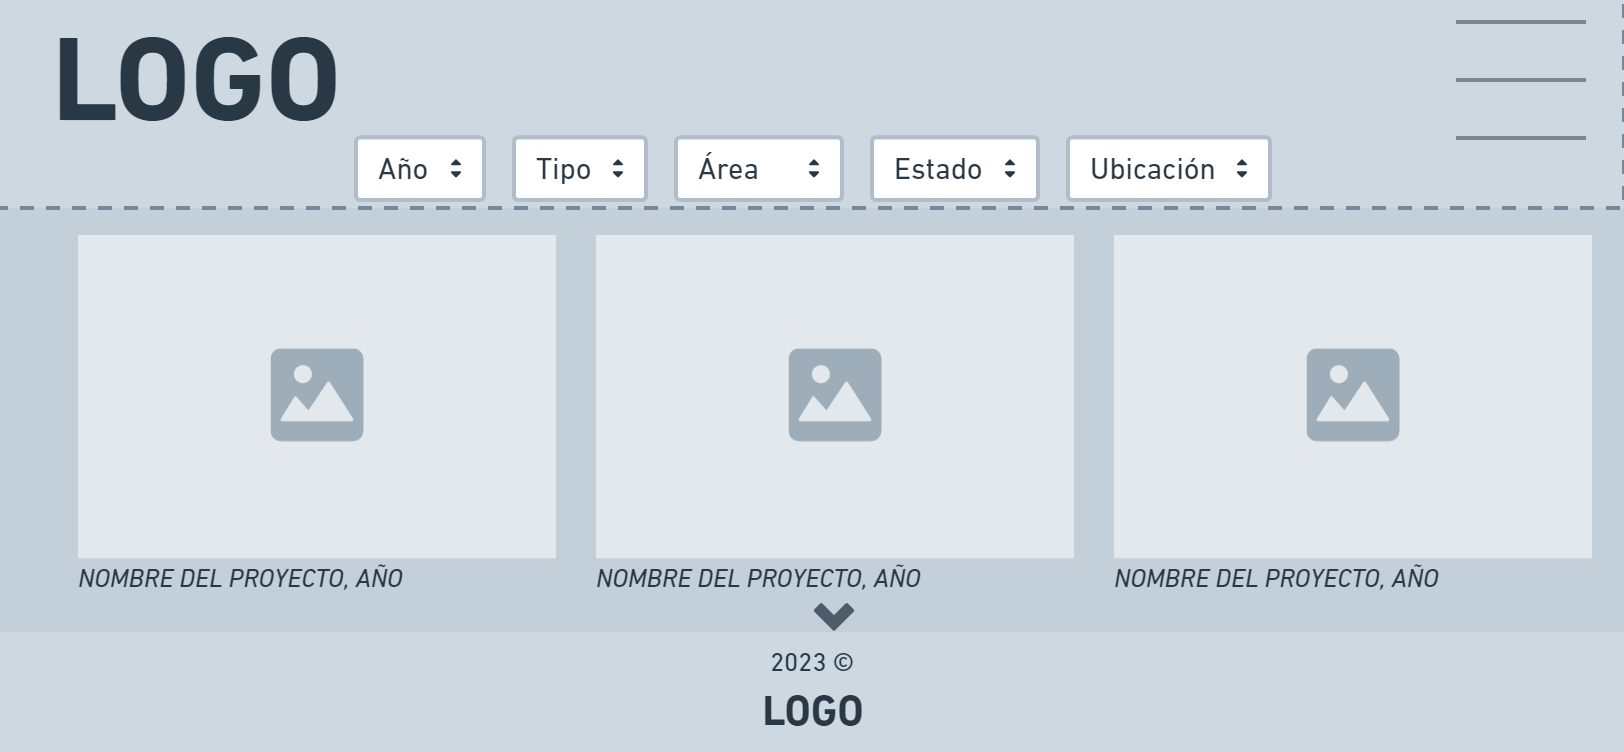 LOGO
Año Tipo Área Estado Ubicación
NOMBRE DEL PROYECTO, AÑO NOMBRE DEL PROYECTO, AÑO NOMBRE DEL PROYECTO, AÑO
2023 ©
LOGO